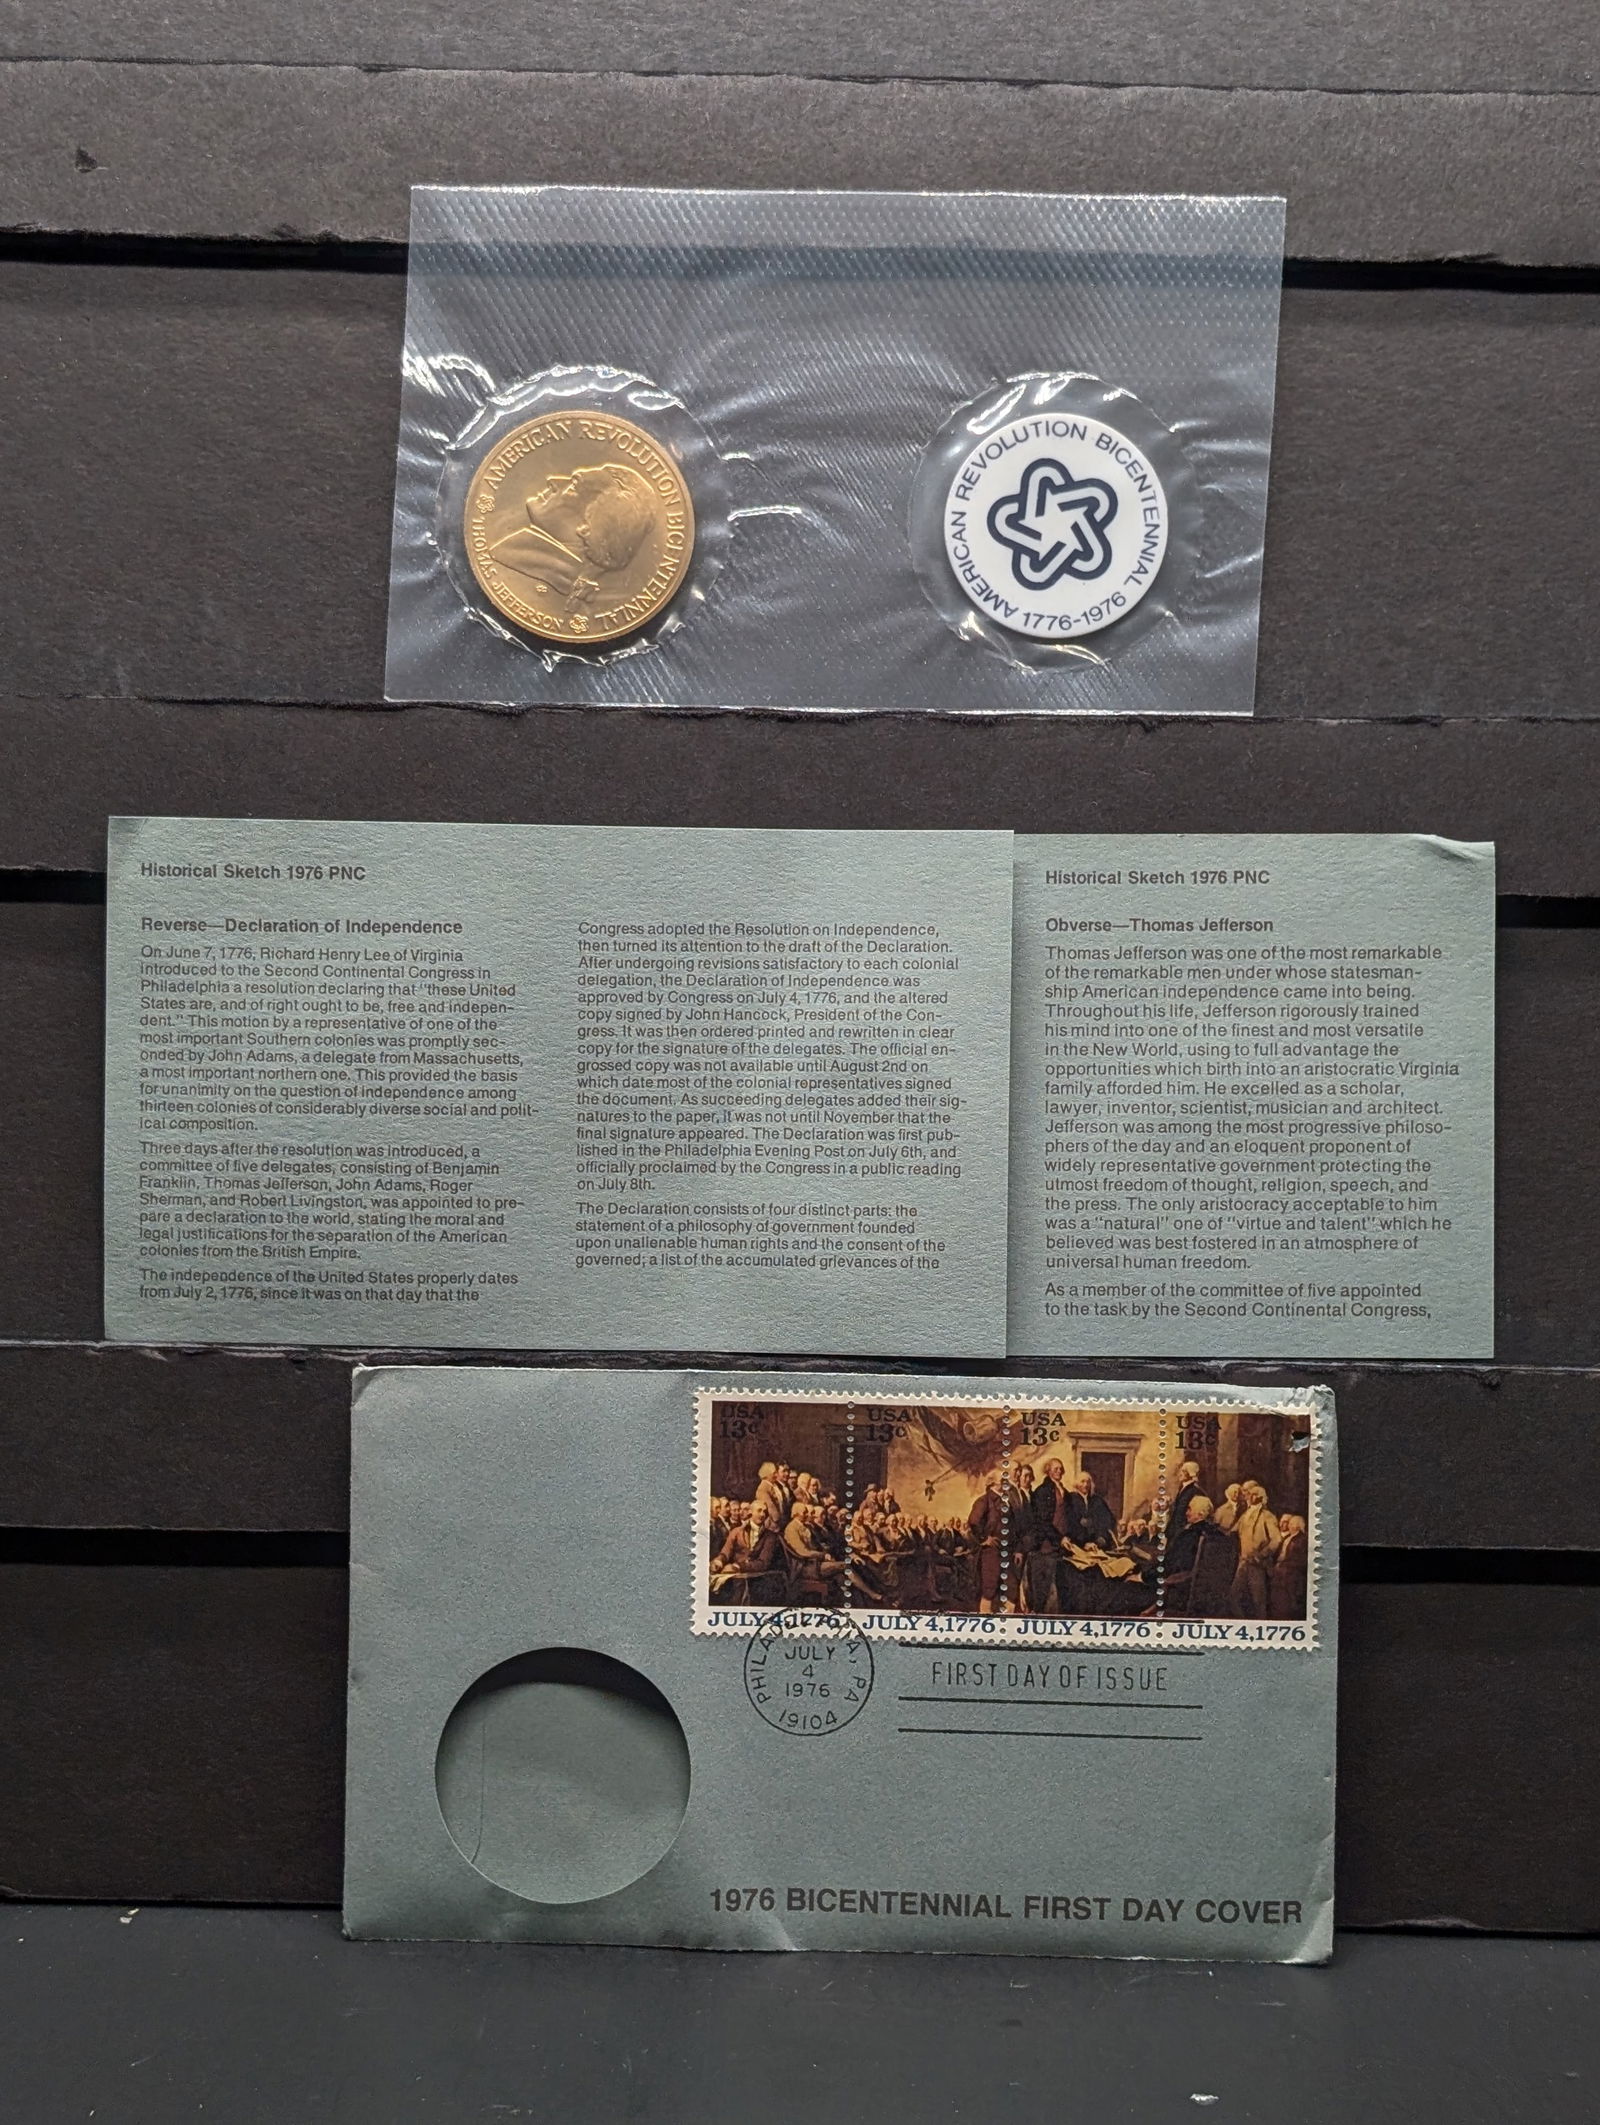 AMERICAN REVOLUTION BICENTENNIAL
THOMAS JEFFERSON
AMERICAN REVOLUTION BICENTENNIAL
1776-1976
Historical Sketch 1976 PNC
Reverse—Declaration of Independence
On June 7, 1776, Richard Henry Lee of Virginia
introduced to the Second Continental Congress in
Philadelphia a resolution declaring that "these United
States are, and of right ought to be, free and indepen-
dent." This motion by a representative of one of the
most important Southern colonies was promptly sec-
onded by John Adams, a delegate from Massachusetts,
a most important northern one. This provided the basis
for unanimity on the question of independence among
thirteen colonies of considerably diverse social and polit-
ical composition.
Three days after the resolution was introduced, a
committee of five delegates, consisting of Benjamin
Franklin, Thomas Jefferson, John Adams, Roger
Sherman, and Robert Livingston, was appointed to pre-
pare a declaration to the world, stating the moral and
legal justifications for the separation of the American
colonies from the British Empire.
The independence of the United States properly dates
from July 2, 1776, since it was on that day that the
Congress adopted the Resolution on Independence,
then turned its attention to the draft of the Declaration.
After undergoing revisions satisfactory to each colonial
delegation, the Declaration of Independence was
approved by Congress on July 4, 1776, and the altered
copy signed by John Hancock, President of the Con-
gress. It was then ordered printed and rewritten in clear
copy for the signature of the delegates. The official en-
grossed copy was not available until August 2nd on
which date most of the colonial representatives signed
the document. As succeeding delegates added their sig-
natures to the paper, it was not until November that the
final signature appeared. The Declaration was first pub-
lished in the Philadelphia Evening Post on July 6th, and
officially proclaimed by the Congress in a public reading
on July 8th.
The Declaration consists of four distinct parts: the
statement of a philosophy of government founded
upon unalienable human rights and the consent of the
governed; a list of the accumulated grievances of the
Historical Sketch 1976 PNC
Obverse—Thomas Jefferson
Thomas Jefferson was one of the most remarkable
of the remarkable men under whose statesman-
ship American independence came into being.
Throughout his life, Jefferson rigorously trained
his mind into one of the finest and most versatile
in the New World, using to full advantage the
opportunities which birth into an aristocratic Virginia
family afforded him. He excelled as a scholar,
lawyer, inventor, scientist, musician and architect.
Jefferson was among the most progressive philoso-
phers of the day and an eloquent proponent of
widely representative government protecting the
utmost freedom of thought, religion, speech, and
the press. The only aristocracy acceptable to him
was a "natural" one of "virtue and talent" which he
believed was best fostered in an atmosphere of
universal human freedom.
As a member of the committee of five appointed
to the task by the Second Continental Congress,
USA
13c
USA
13c
USA
13c
USA
13c
JULY 4,1776
JULY 4,1776
JULY 4,1776
JULY 4,1776
PHILADELPHIA, PA
JULY
4
1976
19104
FIRST DAY OF ISSUE
1976 BICENTENNIAL FIRST DAY COVER